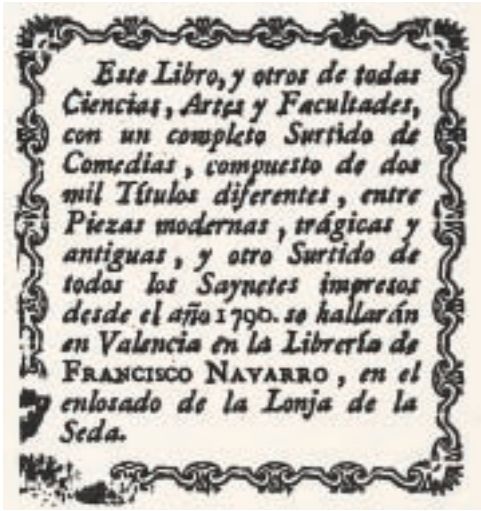 Este Libro, y otros de todas
Ciencias, Artes y Facultades,
con un completo Surtido de
Comedias, compuesto de dos
mil Títulos diferentes, entre
Piezas modernas, trágicas y
antiguas, y otro Surtido de
todos los Saynetes impresos
desde el año 1790. se hallarán
en Valencia en la Librería de
FRANCISCO NAVARRO, en el
enlosado de la Lonja de la
Seda.